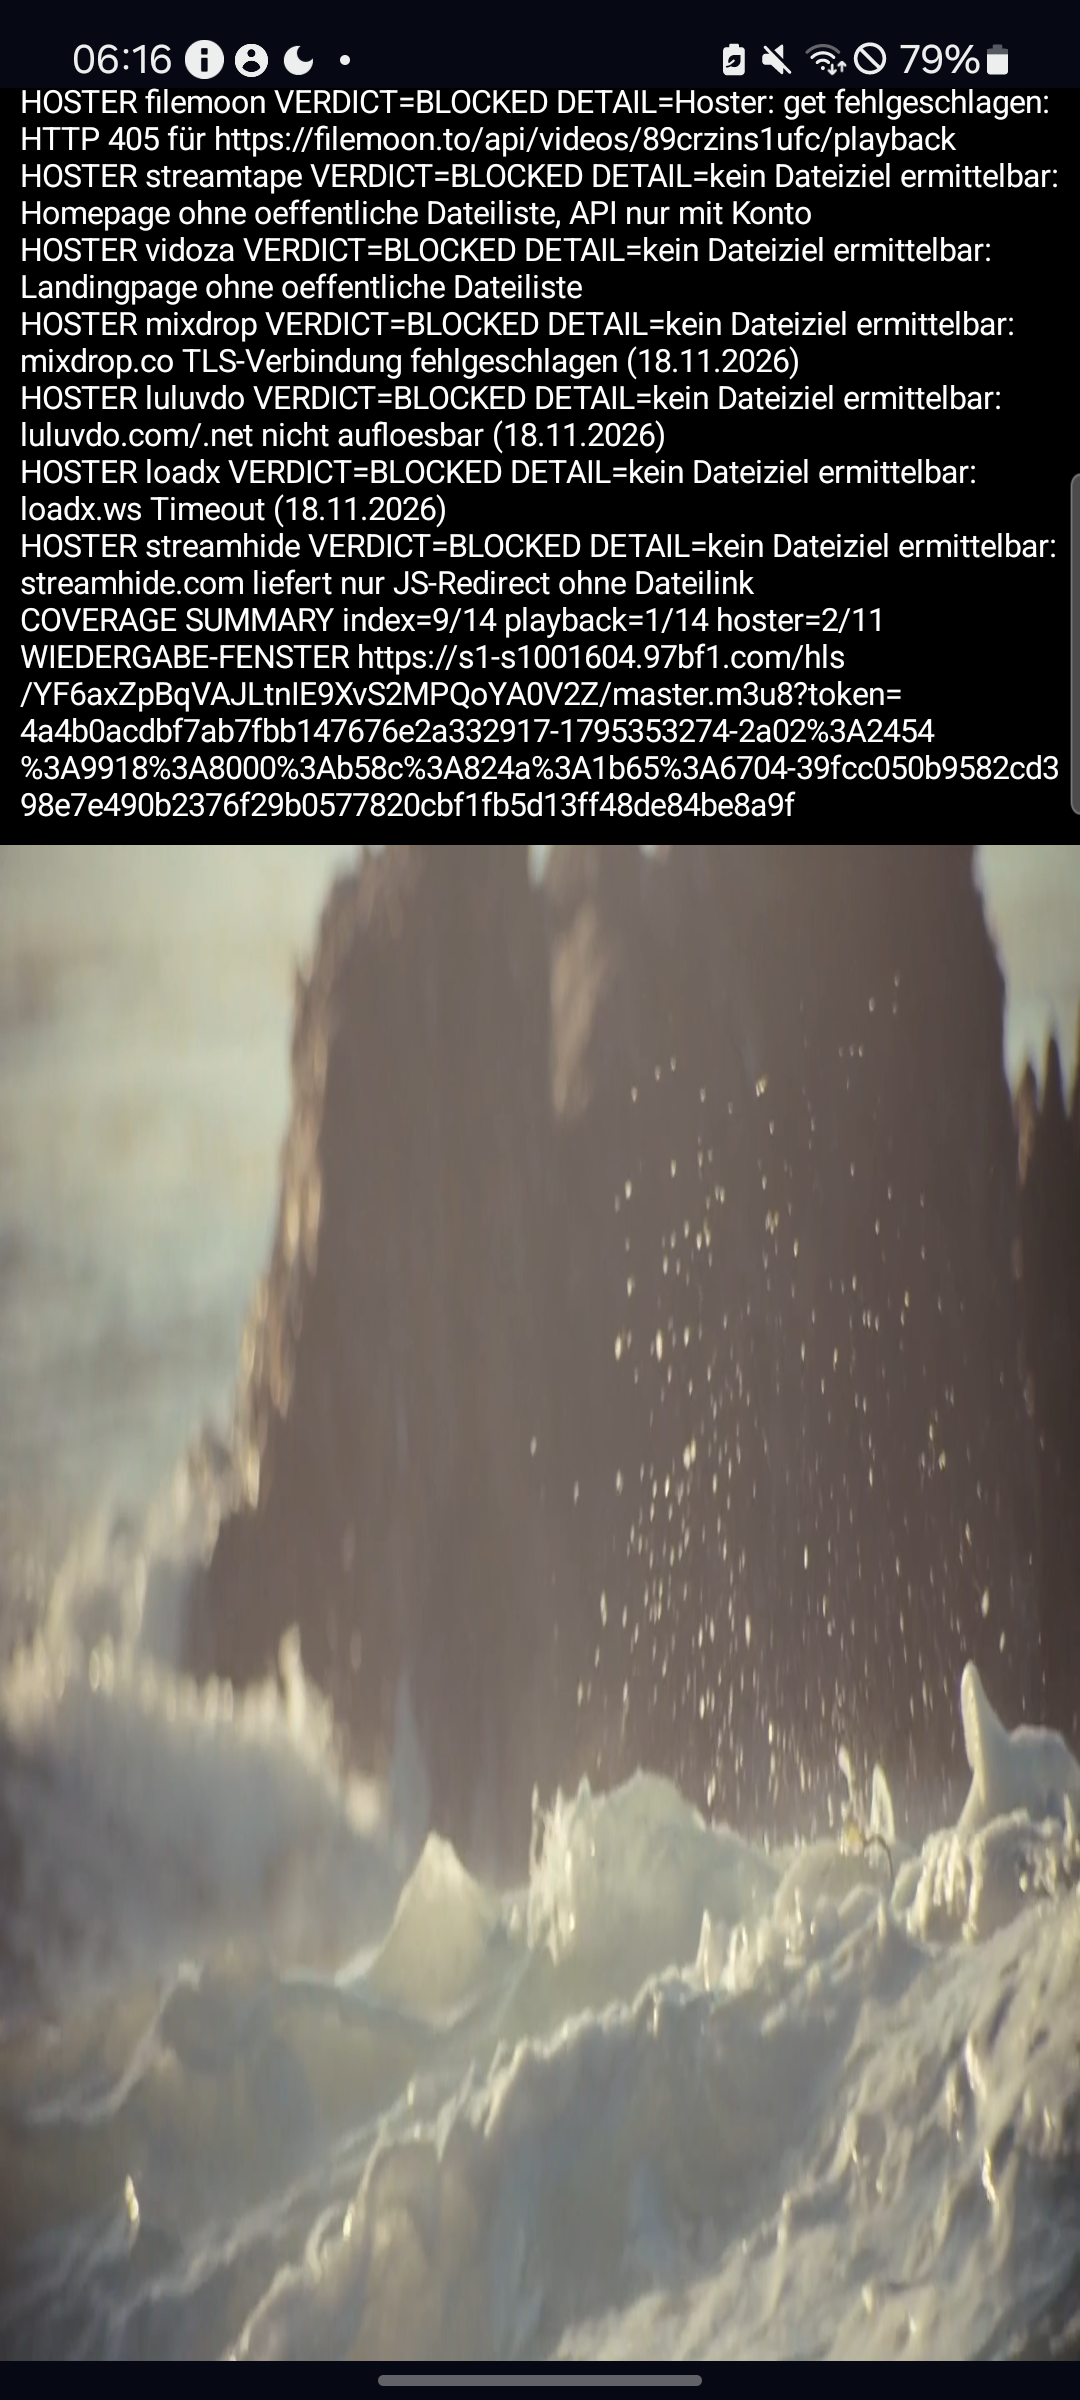 06:16
79%
HOSTER filemoon VERDICT=BLOCKED DETAIL=Hoster: get fehlgeschlagen:
HTTP 405 für https://filemoon.to/api/videos/89crzins1ufc/playback
HOSTER streamtape VERDICT=BLOCKED DETAIL=kein Dateiziel ermittelbar:
Homepage ohne oeffentliche Dateiliste, API nur mit Konto
HOSTER vidoza VERDICT=BLOCKED DETAIL=kein Dateiziel ermittelbar:
Landingpage ohne oeffentliche Dateiliste
HOSTER mixdrop VERDICT=BLOCKED DETAIL=kein Dateiziel ermittelbar:
mixdrop.co TLS-Verbindung fehlgeschlagen (18.11.2026)
HOSTER luluvdo VERDICT=BLOCKED DETAIL=kein Dateiziel ermittelbar:
luluvdo.com/.net nicht aufloesbar (18.11.2026)
HOSTER loadx VERDICT=BLOCKED DETAIL=kein Dateiziel ermittelbar:
loadx.ws Timeout (18.11.2026)
HOSTER streamhide VERDICT=BLOCKED DETAIL=kein Dateiziel ermittelbar:
streamhide.com liefert nur JS-Redirect ohne Dateilink
COVERAGE SUMMARY index=9/14 playback=1/14 hoster=2/11
WIEDERGABE-FENSTER https://s1-s1001604.97bf1.com/hls
/YF6axZpBqVAJLtnIE9XvS2MPQoYA0V2Z/master.m3u8?token=
4a4b0acdbf7ab7fbb147676e2a332917-1795353274-2a02%3A2454
%3A9918%3A8000%3Ab58c%3A824a%3A1b65%3A6704-39fcc050b9582cd3
98e7e490b2376f29b0577820cbf1fb5d13ff48de84be8a9f